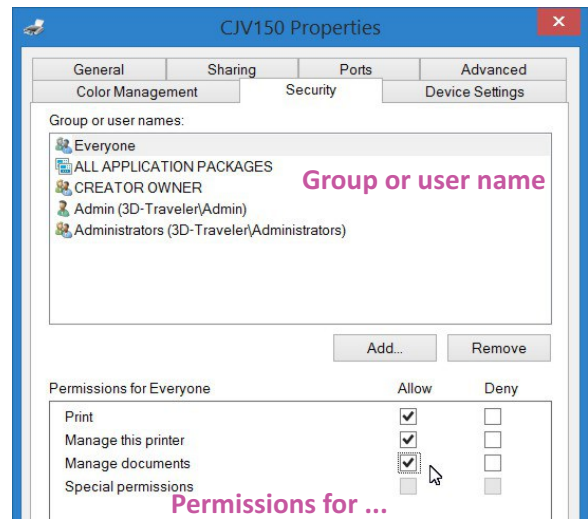 CJV150 Properties
General Sharing Ports Advanced
Color Management Security Device Settings
Group or user names:
Everyone
ALL APPLICATION PACKAGES
Group or user name
CREATOR OWNER
Admin (3D-Traveler\Admin)
Administrators (3D-Traveler\Administrators)
Add... Remove
Permissions for Everyone Allow Deny
Print
Manage this printer
Manage documents
Special permissions
Permissions for ...